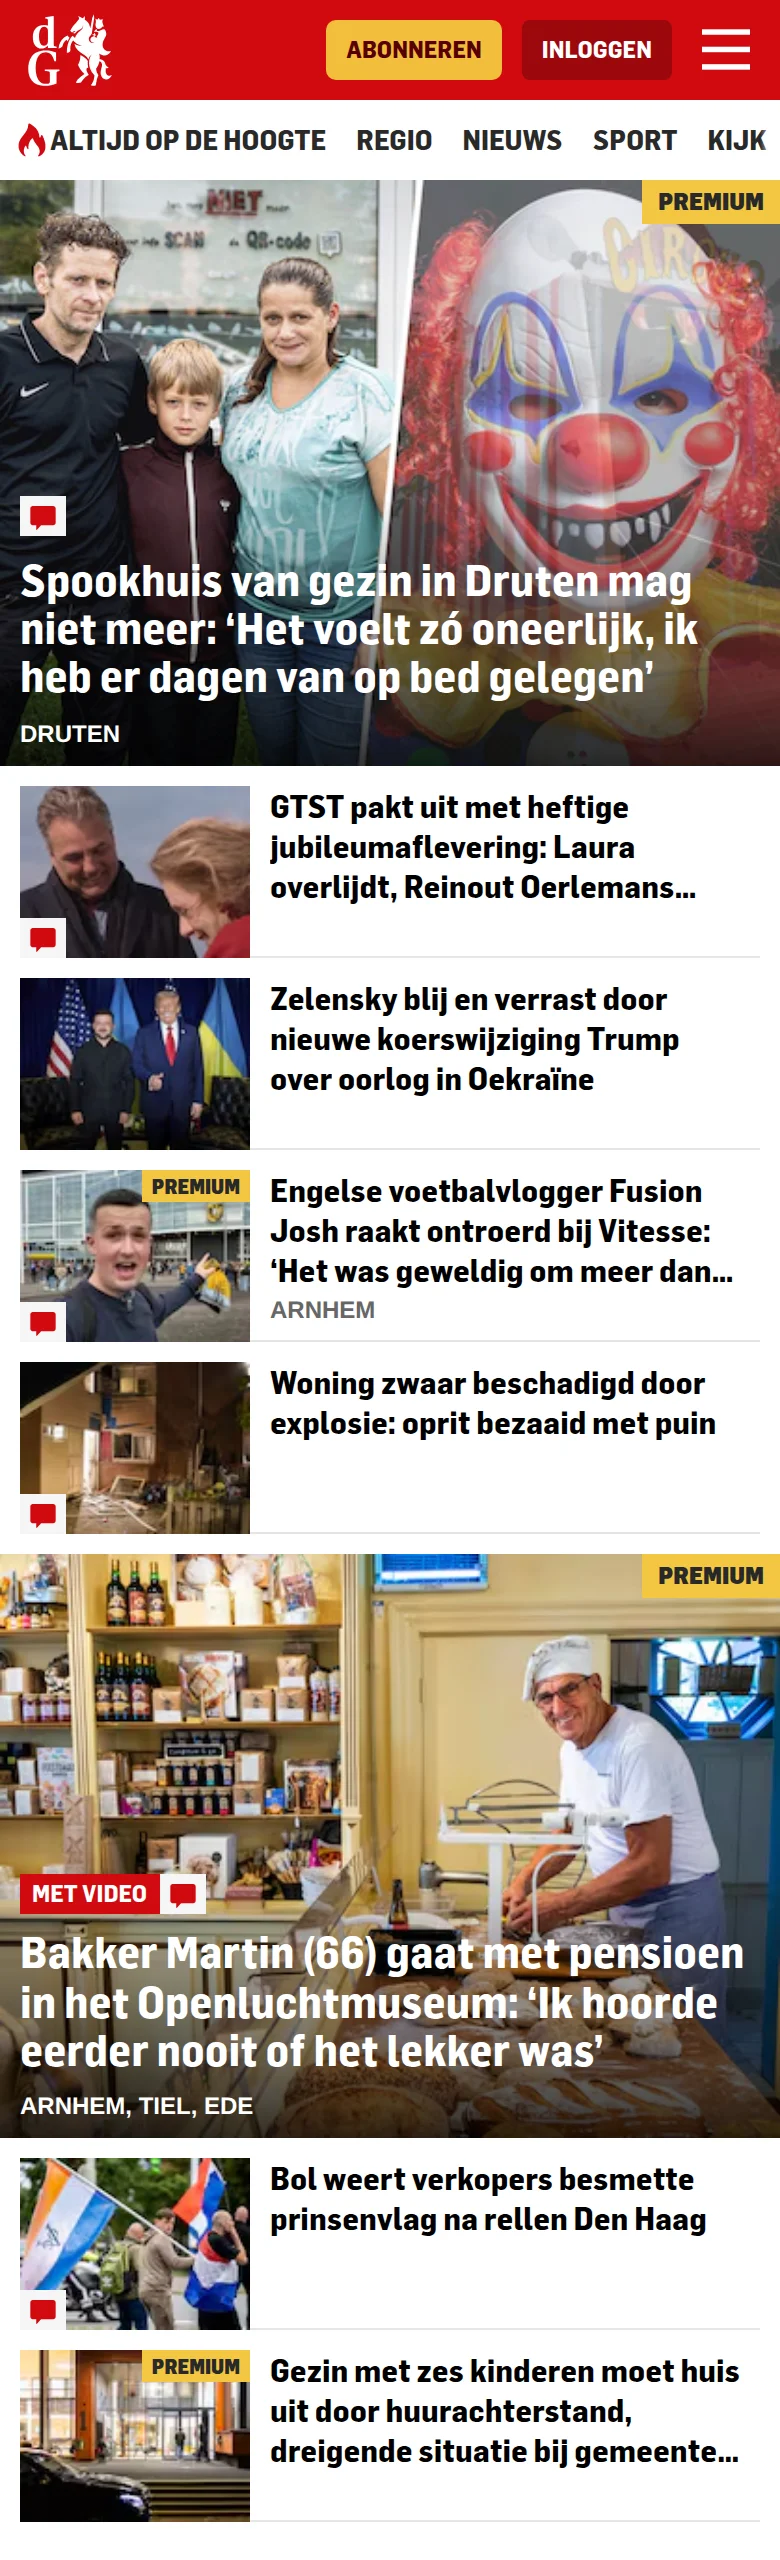 dG
ABONNEREN
INLOGGEN
ALTIJD OP DE HOOGTE
REGIO
NIEUWS
SPORT
KIJK
NIET
SCAN
QR-code
PREMIUM
Spookhuis van gezin in Druten mag
niet meer: ‘Het voelt zó oneerlijk, ik
heb er dagen van op bed gelegen’
DRUTEN
GTST pakt uit met heftige
jubileumaflevering: Laura
overlijdt, Reinout Oerlemans...
Zelensky blij en verrast door
nieuwe koerswijziging Trump
over oorlog in Oekraïne
PREMIUM
Engelse voetbalvlogger Fusion
Josh raakt ontroerd bij Vitesse:
‘Het was geweldig om meer dan...
ARNHEM
Woning zwaar beschadigd door
explosie: oprit bezaaid met puin
PREMIUM
MET VIDEO
Bakker Martin (66) gaat met pensioen
in het Openluchtmuseum: ‘Ik hoorde
eerder nooit of het lekker was’
ARNHEM, TIEL, EDE
Bol weert verkopers besmette
prinsenvlag na rellen Den Haag
PREMIUM
Gezin met zes kinderen moet huis
uit door huurachterstand,
dreigende situatie bij gemeente...